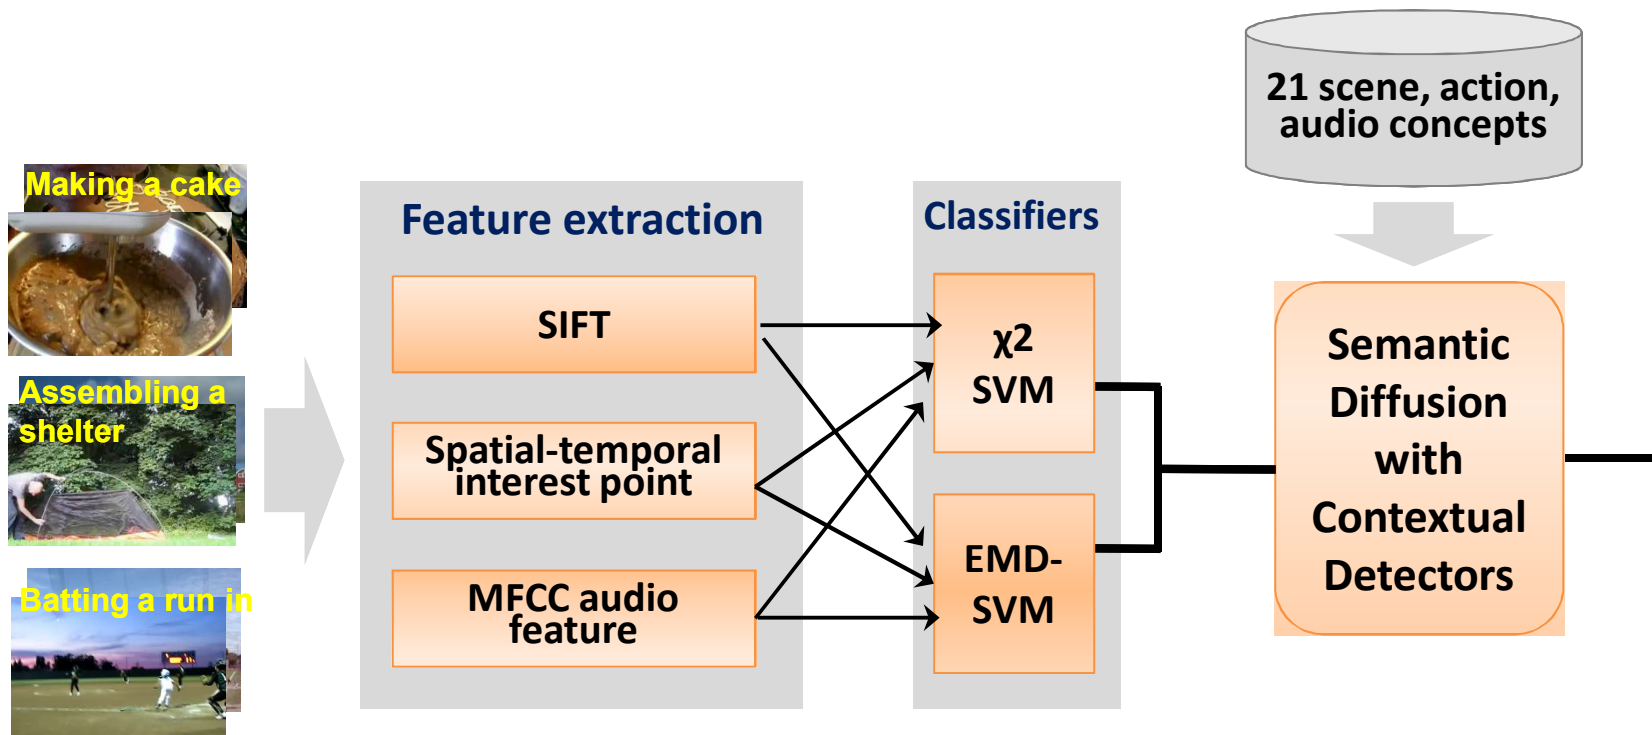 21 scene, action,
audio concepts
Making a cake
Assembling a
shelter
Batting a run in
Feature extraction
SIFT
Spatial-temporal
interest point
MFCC audio
feature
Classifiers
χ2
SVM
EMD-
SVM
Semantic
Diffusion
with
Contextual
Detectors